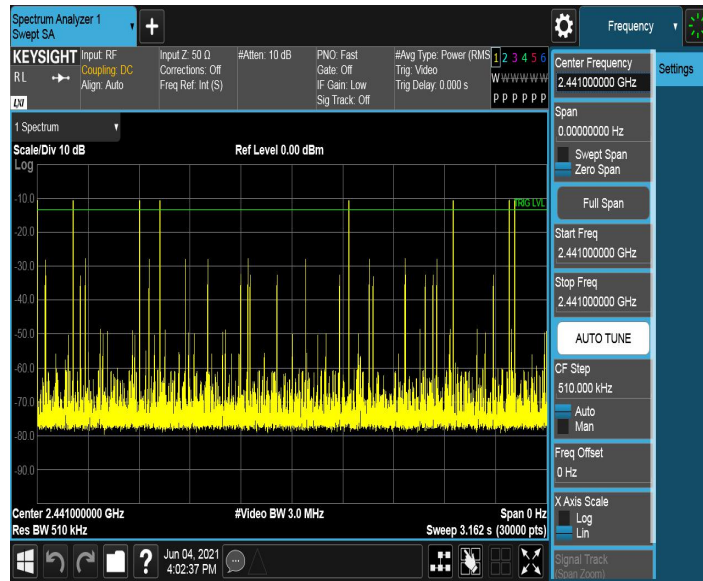 Spectrum Analyzer 1
Swept SA
Frequency
KEYSIGHT
RL
LXI
Input: RF
Coupling: DC
Align: Auto
Input Z: 50 Ω
Corrections: Off
Freq Ref: Int (S)
#Atten: 10 dB
PNO: Fast
Gate: Off
IF Gain: Low
Sig Track: Off
#Avg Type: Power (RMS
Trig: Video
Trig Delay: 0.000 s
1 2 3 4 5 6
W W W W W W
P P P P P P
Center Frequency
2.441000000 GHz
Settings
Span
0.00000000 Hz
Swept Span
Zero Span
Full Span
Start Freq
2.441000000 GHz
Stop Freq
2.441000000 GHz
AUTO TUNE
CF Step
510.000 kHz
Auto
Man
Freq Offset
0 Hz
X Axis Scale
Log
Lin
Signal Track
(Span Zoom)
1 Spectrum
Scale/Div 10 dB
Ref Level 0.00 dBm
Log
TRIG LVL
-10.0
-20.0
-30.0
-40.0
-50.0
-60.0
-70.0
-80.0
-90.0
Center 2.441000000 GHz
#Video BW 3.0 MHz
Span 0 Hz
Res BW 510 kHz
Sweep 3.162 s (30000 pts)
?
Jun 04, 2021
4:02:37 PM